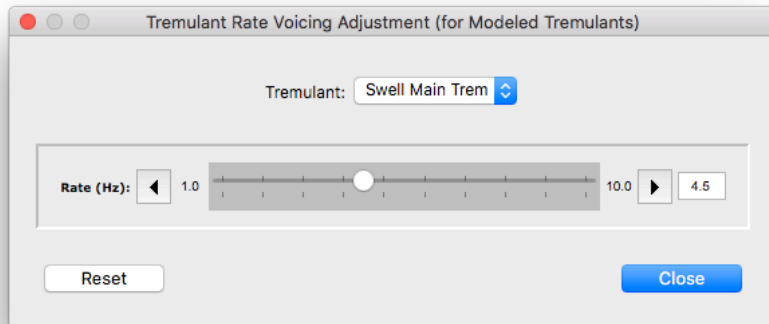 Tremulant Rate Voicing Adjustment (for Modeled Tremulants)
Tremulant: Swell Main Trem
Rate (Hz): 1.0 10.0 4.5
Reset Close